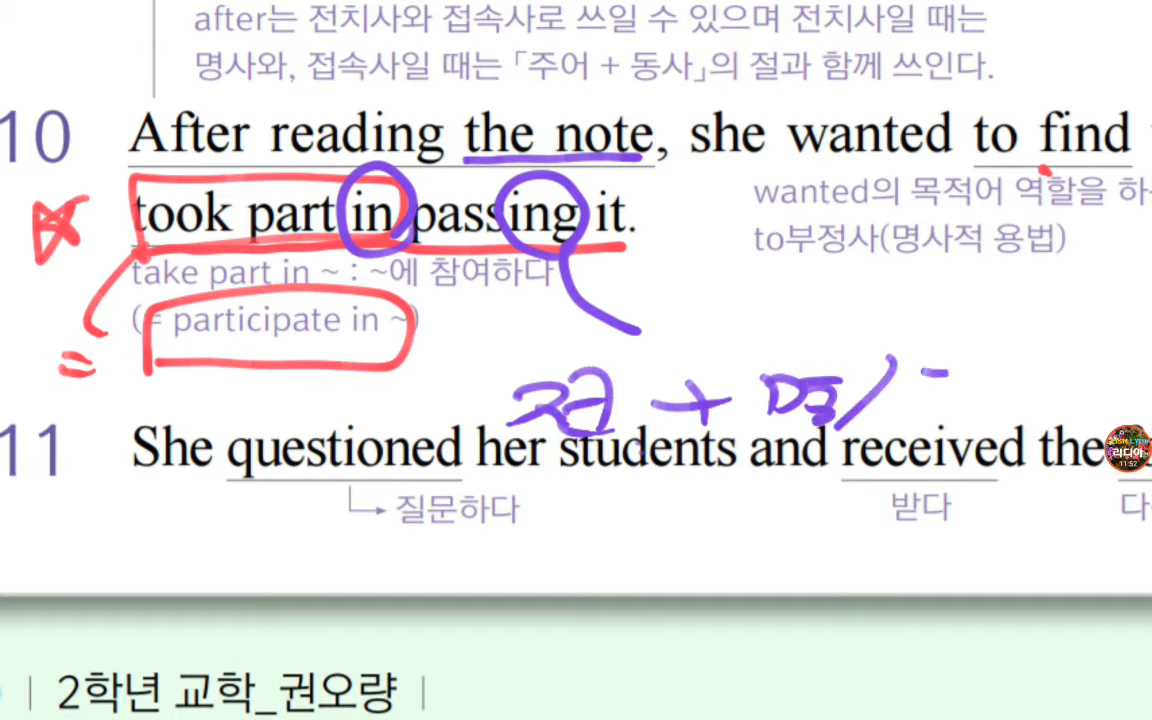 after는 전치사와 접속사로 쓰일 수 있으며 전치사일 때는
명사와, 접속사일 때는 「주어 + 동사」의 절과 함께 쓰인다.
10 After reading the note, she wanted to find
wanted의 목적어 역할을 하
took part in passing it.
to부정사(명사적 용법)
take part in ~ : ~에 참여하다
(= participate in ~)
=
전 + 명
11 She questioned her students and received the
리디아
11:52
질문하다 받다 다
2학년 교학_권오량